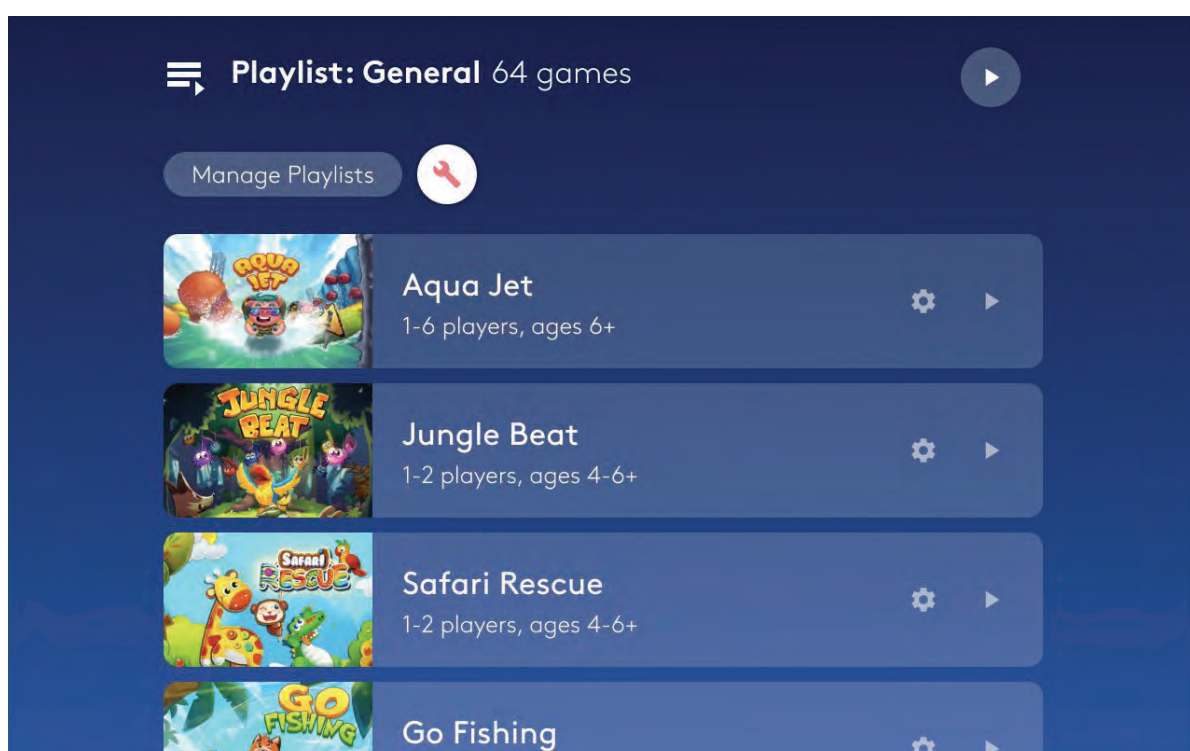 Playlist: General 64 games
Manage Playlists
AQUA
JET
Aqua Jet
1-6 players, ages 6+
JUNGLE
BEAT
Jungle Beat
1-2 players, ages 4-6+
SAFARI
RESCUE
Safari Rescue
1-2 players, ages 4-6+
GO
FISHING
Go Fishing